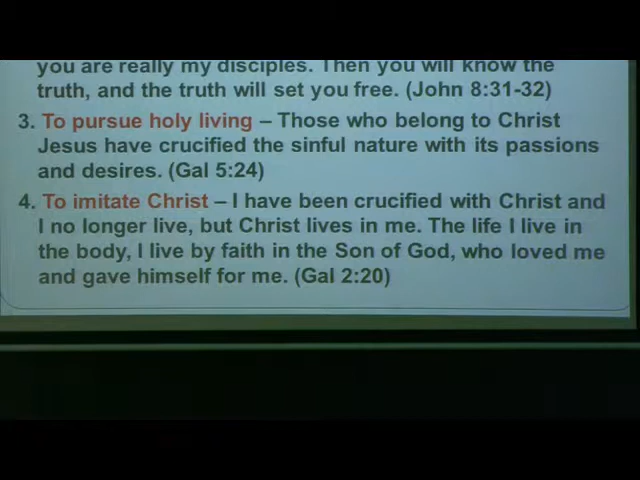 you are really my disciples. Then you will know the
truth, and the truth will set you free. (John 8:31-32)
3. To pursue holy living – Those who belong to Christ
Jesus have crucified the sinful nature with its passions
and desires. (Gal 5:24)
4. To imitate Christ – I have been crucified with Christ and
I no longer live, but Christ lives in me. The life I live in
the body, I live by faith in the Son of God, who loved me
and gave himself for me. (Gal 2:20)